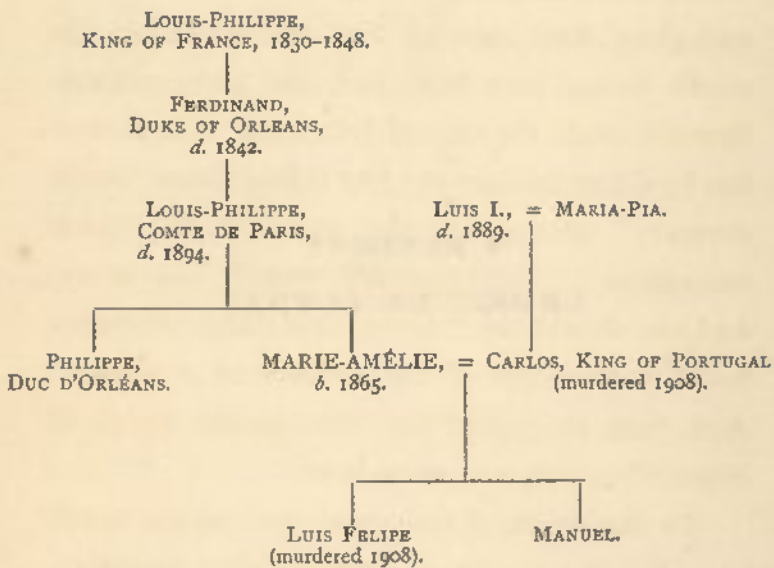 LOUIS-PHILIPPE,
KING OF FRANCE, 1830-1848.
FERDINAND,
DUKE OF ORLEANS,
d. 1842.
LOUIS-PHILIPPE,
COMTE DE PARIS,
d. 1894.
LUIS I., = MARIA-PIA.
d. 1889.
PHILIPPE,
DUC D'ORLÉANS.
MARIE-AMÉLIE, = CARLOS, KING OF PORTUGAL
b. 1865. (murdered 1908).
LUIS FELIPE
(murdered 1908).
MANUEL.